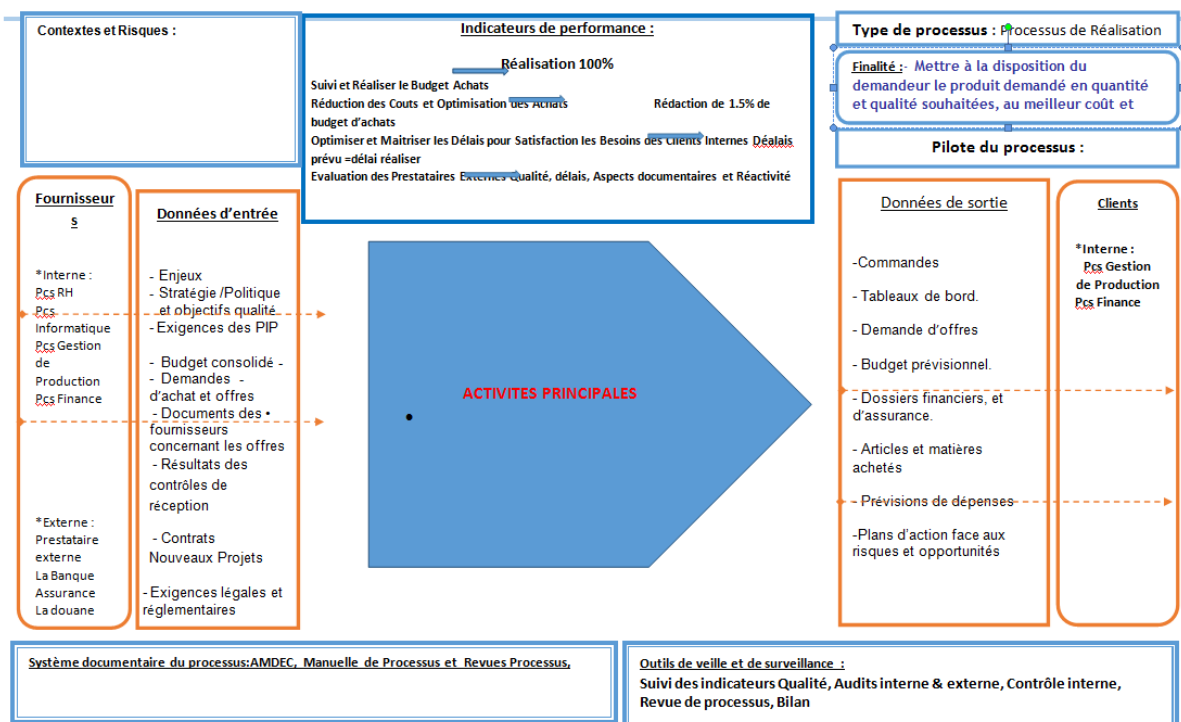 Contextes et Risques :
Indicateurs de performance :
Réalisation 100%
Suivi et Réaliser le Budget Achats
Réduction des Couts et Optimisation des Achats Rédaction de 1.5% de
budget d'achats
Optimiser et Maitriser les Délais pour Satisfaction les Besoins des Clients Internes Déalais
prévu =délai réaliser
Evaluation des Prestataires Externes Qualité, délais, Aspects documentaires et Réactivité
Type de processus : Processus de Réalisation
Finalité :- Mettre à la disposition du
demandeur le produit demandé en quantité
et qualité souhaitées, au meilleur coût et
Pilote du processus :
Fournisseur
s
*Interne :
Pcs RH
Pcs
Informatique
Pcs Gestion
de
Production
Pcs Finance
*Externe :
Prestataire
externe
La Banque
Assurance
La douane
Données d'entrée
- Enjeux
- Stratégie /Politique
et objectifs qualité
-Exigences des PIP
- Budget consolidé -
- Demandes -
d'achat et offres
- Documents des •
fournisseurs
concernant les offres
- Résultats des
contrôles de
réception
- Contrats
Nouveaux Projets
-Exigences légales et
réglementaires
ACTIVITES PRINCIPALES
•
Données de sortie
-Commandes
- Tableaux de bord.
- Demande d'offres
- Budget prévisionnel.
- Dossiers financiers, et
d'assurance.
- Articles et matières
achetés
- Prévisions de dépenses
-Plans d'action face aux
risques et opportunités
Clients
*Interne :
Pcs Gestion
de Production
Pcs Finance
Système documentaire du processus:AMDEC, Manuelle de Processus et Revues Processus,
Outils de veille et de surveillance :
Suivi des indicateurs Qualité, Audits interne & externe, Contrôle interne,
Revue de processus, Bilan